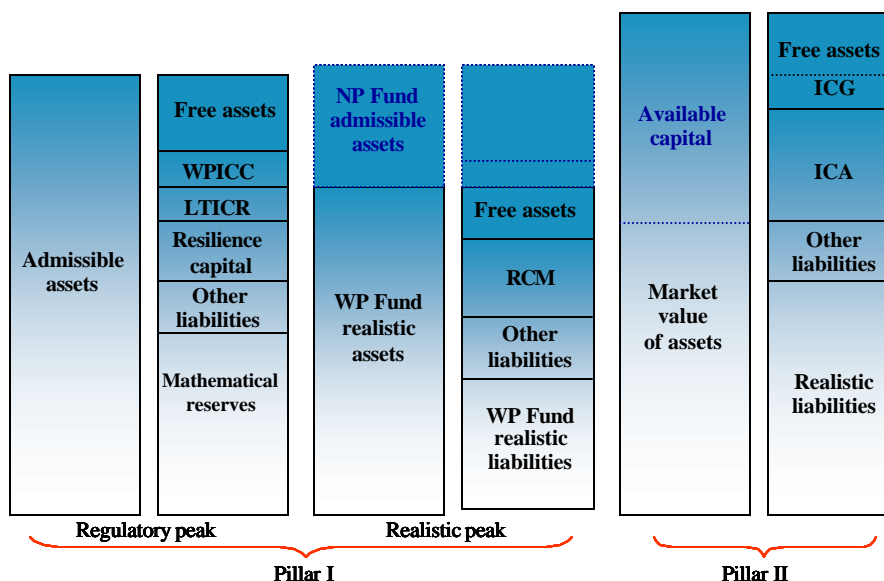 Admissible
assets
Free assets
WPICC
LTICR
Resilience
capital
Other
liabilities
Mathematical
reserves
NP Fund
admissible
assets
WP Fund
realistic
assets
Free assets
RCM
Other
liabilities
WP Fund
realistic
liabilities
Available
capital
Market
value
of assets
Free assets
ICG
ICA
Other
liabilities
Realistic
liabilities
Regulatory peak
Realistic peak
Pillar I
Pillar II